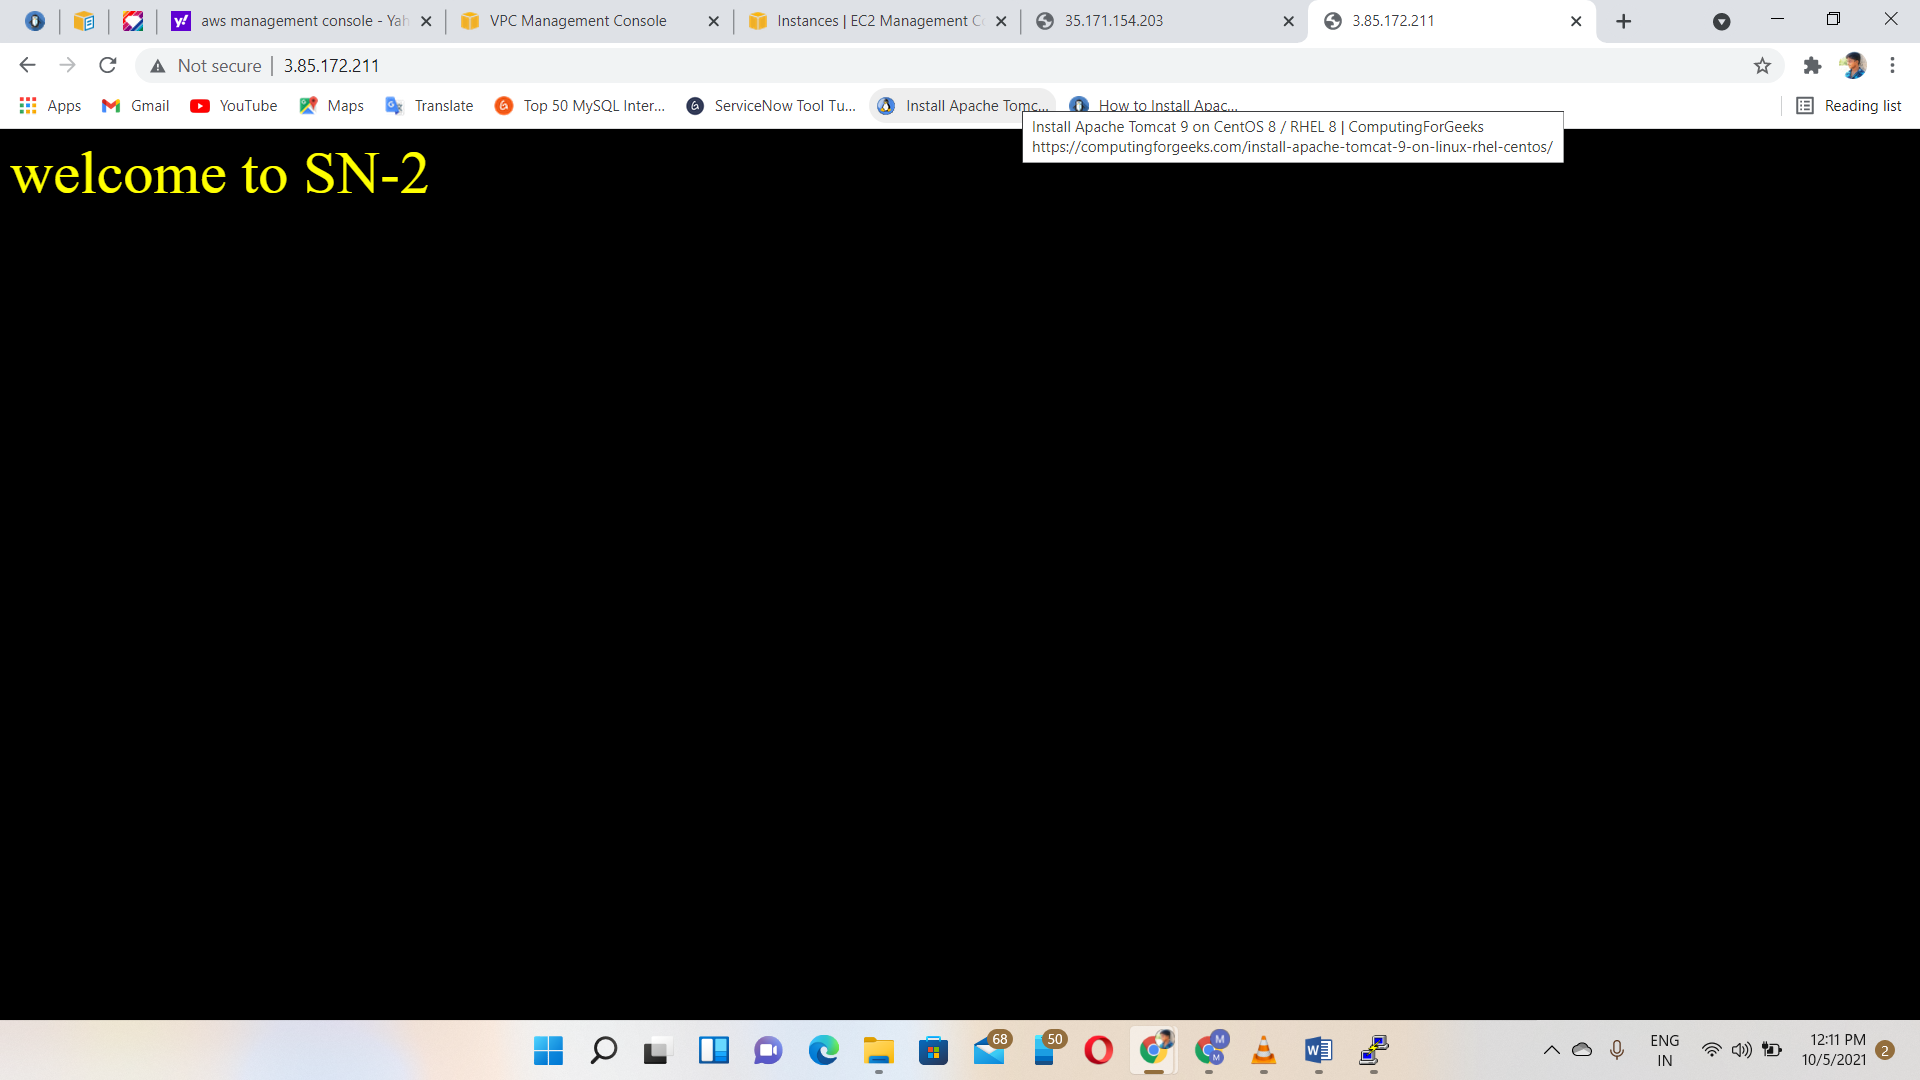 aws management console - Yah
VPC Management Console
Instances | EC2 Management C
35.171.154.203
3.85.172.211
Not secure | 3.85.172.211
Apps
Gmail
YouTube
Maps
Translate
Top 50 MySQL Inter...
ServiceNow Tool Tu...
Install Apache Tomc...
How to Install Apac...
Reading list
Install Apache Tomcat 9 on CentOS 8 / RHEL 8 | ComputingForGeeks
https://computingforgeeks.com/install-apache-tomcat-9-on-linux-rhel-centos/
welcome to SN-2
68
50
ENG
IN
12:11 PM
10/5/2021
2